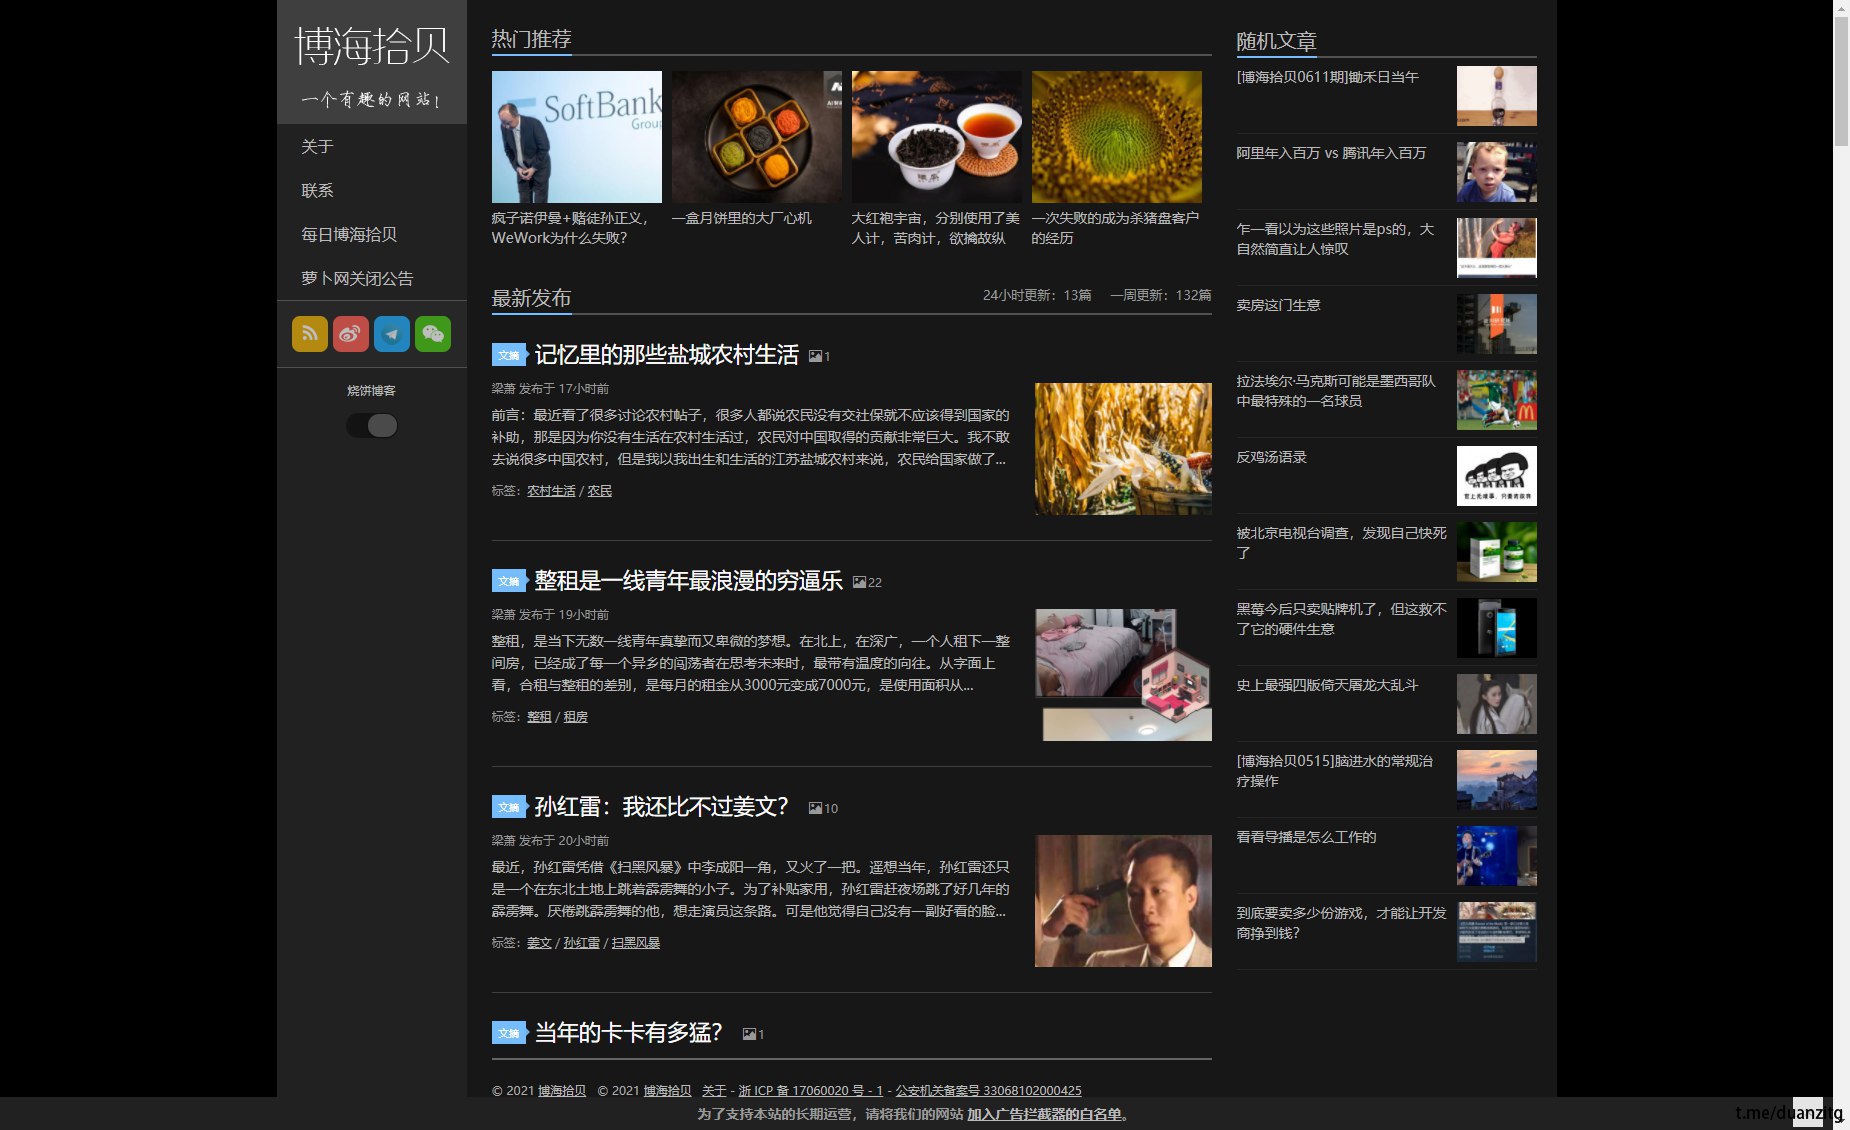 博海拾贝
一个有趣的网站!
关于
联系
每日博海拾贝
萝卜网关闭公告
烧饼博客
热门推荐
SoftBank
Group
疯子诺伊曼+赌徒孙正义，
WeWork为什么失败？
一盒月饼里的大厂心机
大红袍宇宙，分别使用了美
人计，苦肉计，欲擒故纵
一次失败的成为杀猪盘客户
的经历
最新发布
24小时更新：13篇 一周更新：132篇
文摘 记忆里的那些盐城农村生活 1
梁萧 发布于 17小时前
前言：最近看了很多讨论农村帖子，很多人都说农民没有交社保就不应该得到国家的
补助，那是因为你没有生活在农村生活过，农民对中国取得的贡献非常巨大。我不敢
去说很多中国农村，但是我以我出生和生活的江苏盐城农村来说，农民给国家做了...
标签：农村生活 / 农民
文摘 整租是一线青年最浪漫的穷逼乐 22
梁萧 发布于 19小时前
整租，是当下无数一线青年真挚而又卑微的梦想。在北上，在深广，一个人租下一整
间房，已经成了每一个异乡的闯荡者在思考未来时，最带有温度的向往。从字面上
看，合租与整租的差别，是每月的租金从3000元变成7000元，是使用面积从...
标签：整租 / 租房
文摘 孙红雷：我还比不过姜文？ 10
梁萧 发布于 20小时前
最近，孙红雷凭借《扫黑风暴》中李成阳一角，又火了一把。遥想当年，孙红雷还只
是一个在东北土地上跳着霹雳舞的小子。为了补贴家用，孙红雷赶夜场跳了好几年的
霹雳舞。厌倦跳霹雳舞的他，想走演员这条路。可是他觉得自己没有一副好看的脸...
标签：姜文 / 孙红雷 / 扫黑风暴
文摘 当年的卡卡有多猛？ 1
© 2021 博海拾贝 © 2021 博海拾贝 关于 - 浙 ICP 备 17060020 号 - 1 - 公安机关备案号 33068102000425
随机文章
[博海拾贝0611期]锄禾日当午
阿里年入百万 vs 腾讯年入百万
乍一看以为这些照片是ps的，大
自然简直让人惊叹
卖房这门生意
拉法埃尔·马克斯可能是墨西哥队
中最特殊的一名球员
反鸡汤语录
被北京电视台调查，发现自己快死
了
黑莓今后只卖贴牌机了，但这救不
了它的硬件生意
史上最强四版倚天屠龙大乱斗
[博海拾贝0515]脑进水的常规治
疗操作
看看导播是怎么工作的
到底要卖多少份游戏，才能让开发
商挣到钱？
为了支持本站的长期运营，请将我们的网站 加入广告拦截器的白名单。
t.me/duanzitg